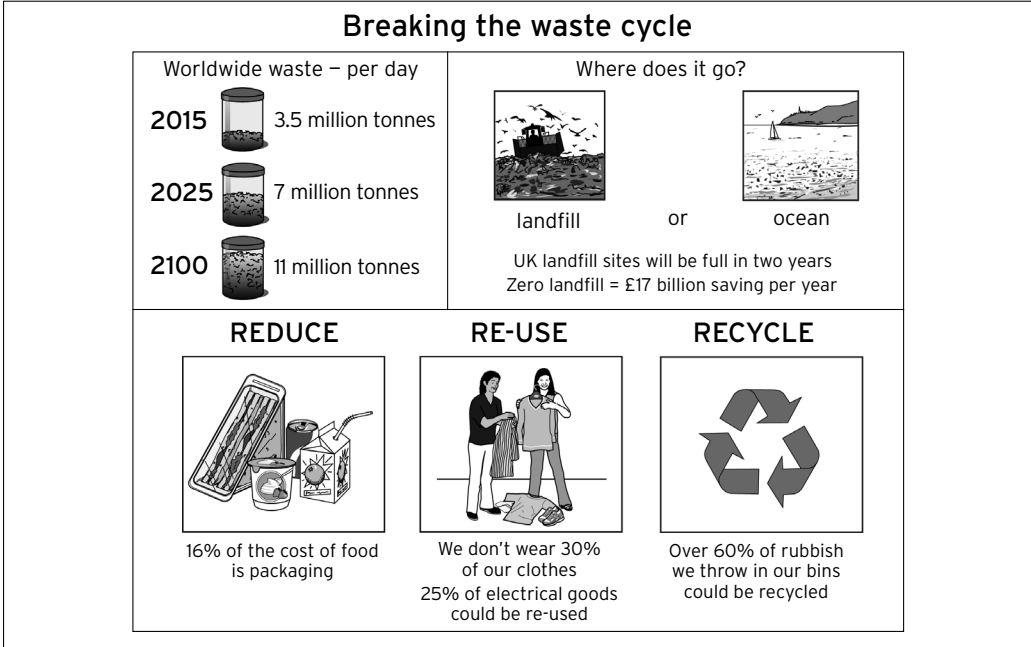 Breaking the waste cycle
Worldwide waste – per day
2015 3.5 million tonnes
2025 7 million tonnes
2100 11 million tonnes
Where does it go?
landfill or ocean
UK landfill sites will be full in two years
Zero landfill = £17 billion saving per year
REDUCE
16% of the cost of food
is packaging
RE-USE
We don't wear 30%
of our clothes
25% of electrical goods
could be re-used
RECYCLE
Over 60% of rubbish
we throw in our bins
could be recycled